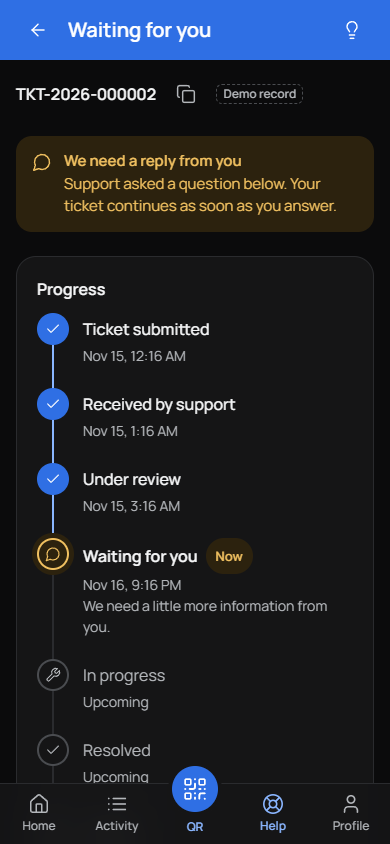 Waiting for you
TKT-2026-000002
Demo record
We need a reply from you
Support asked a question below. Your
ticket continues as soon as you answer.
Progress
Ticket submitted
Nov 15, 12:16 AM
Received by support
Nov 15, 1:16 AM
Under review
Nov 15, 3:16 AM
Waiting for you Now
Nov 16, 9:16 PM
We need a little more information from
you.
In progress
Upcoming
Resolved
Upcoming
Home
Activity
QR
Help
Profile